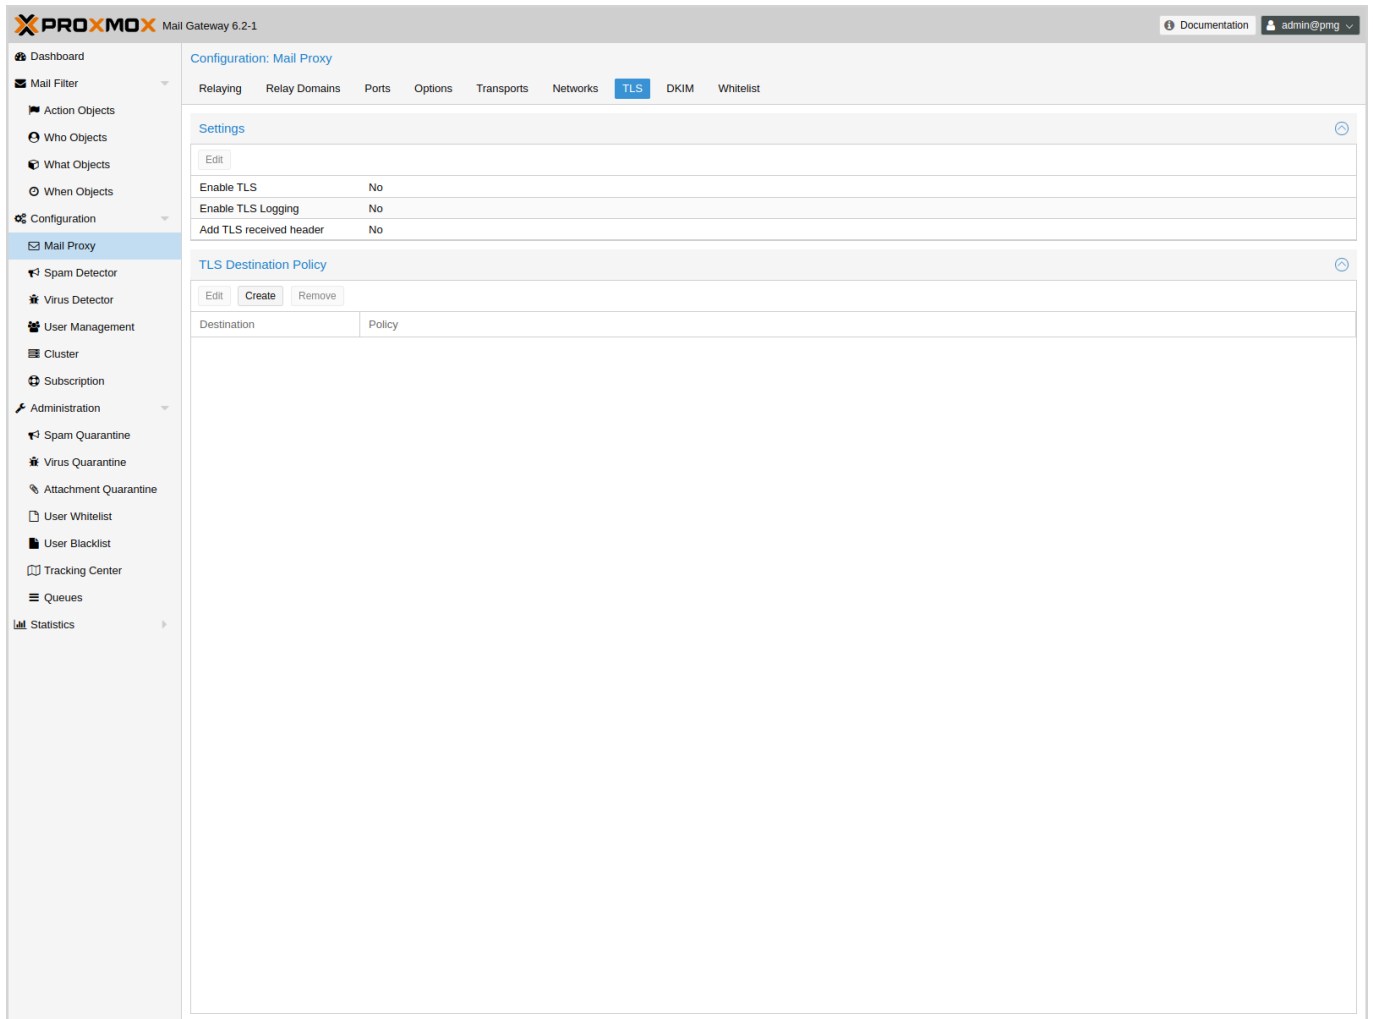 PROXMOX Mail Gateway 6.2-1
Documentation
admin@pmg
Dashboard
Mail Filter
Action Objects
Who Objects
What Objects
When Objects
Configuration
Mail Proxy
Spam Detector
Virus Detector
User Management
Cluster
Subscription
Administration
Spam Quarantine
Virus Quarantine
Attachment Quarantine
User Whitelist
User Blacklist
Tracking Center
Queues
Statistics
Configuration: Mail Proxy
Relaying Relay Domains Ports Options Transports Networks TLS DKIM Whitelist
Settings
Edit
Enable TLS No
Enable TLS Logging No
Add TLS received header No
TLS Destination Policy
Edit Create Remove
Destination Policy